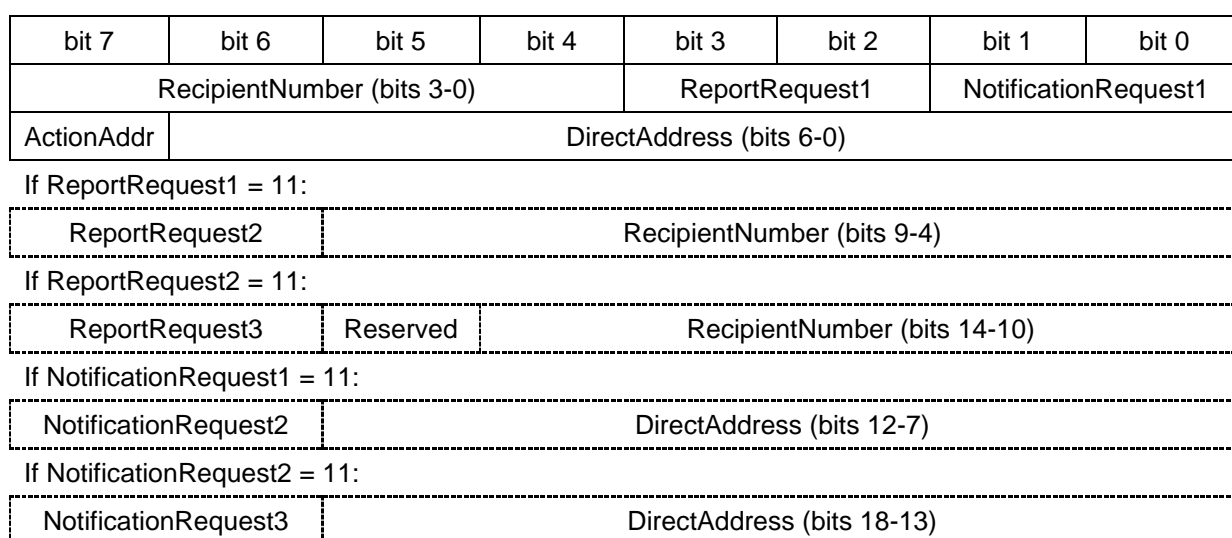 bit 7 bit 6 bit 5 bit 4 bit 3 bit 2 bit 1 bit 0
RecipientNumber (bits 3-0) ReportRequest1 NotificationRequest1
ActionAddr DirectAddress (bits 6-0)
If ReportRequest1 = 11:
ReportRequest2 RecipientNumber (bits 9-4)
If ReportRequest2 = 11:
ReportRequest3 Reserved RecipientNumber (bits 14-10)
If NotificationRequest1 = 11:
NotificationRequest2 DirectAddress (bits 12-7)
If NotificationRequest2 = 11:
NotificationRequest3 DirectAddress (bits 18-13)